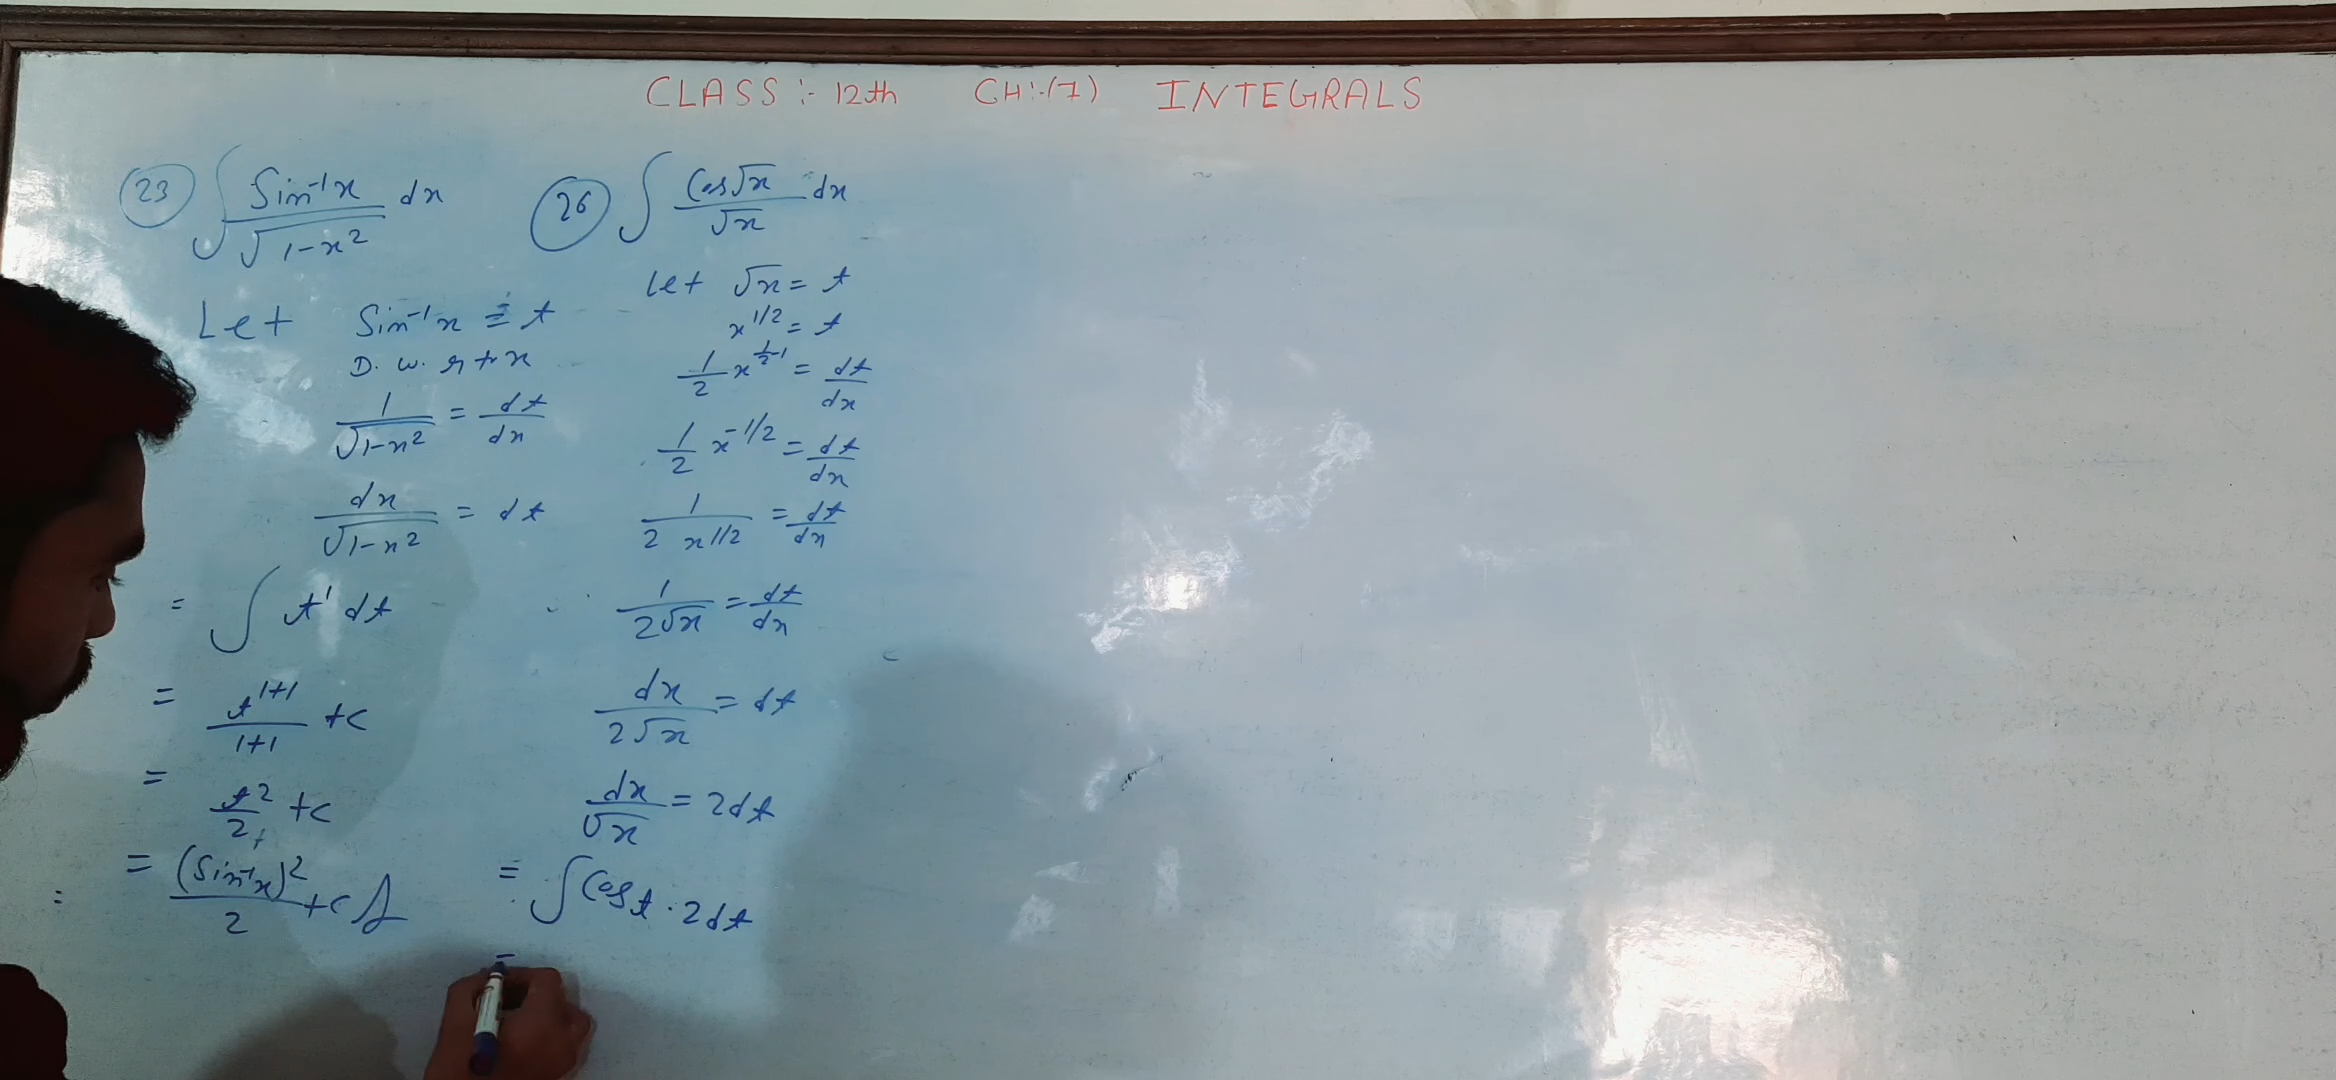 CLASS :- 12th CH:-(7) INTEGRALS
(23) ∫ Sin⁻¹x / √1-x² dx
Let Sin⁻¹x = t
D. w. r t x
1/√1-x² = dt/dx
dx/√1-x² = dt
= ∫ t¹ dt
= t¹⁺¹/1+1 + c
= t²/2 + c
= (Sin⁻¹x)²/2 + c
(26) ∫ Cos√x / √x dx
Let √x = t
x^1/2 = t
1/2 x^(1/2-1) = dt/dx
1/2 x^-1/2 = dt/dx
1/2 x^1/2 = dt/dx
1/2√x = dt/dx
dx/2√x = dt
dx/√x = 2dt
= ∫ Cos t . 2dt
=